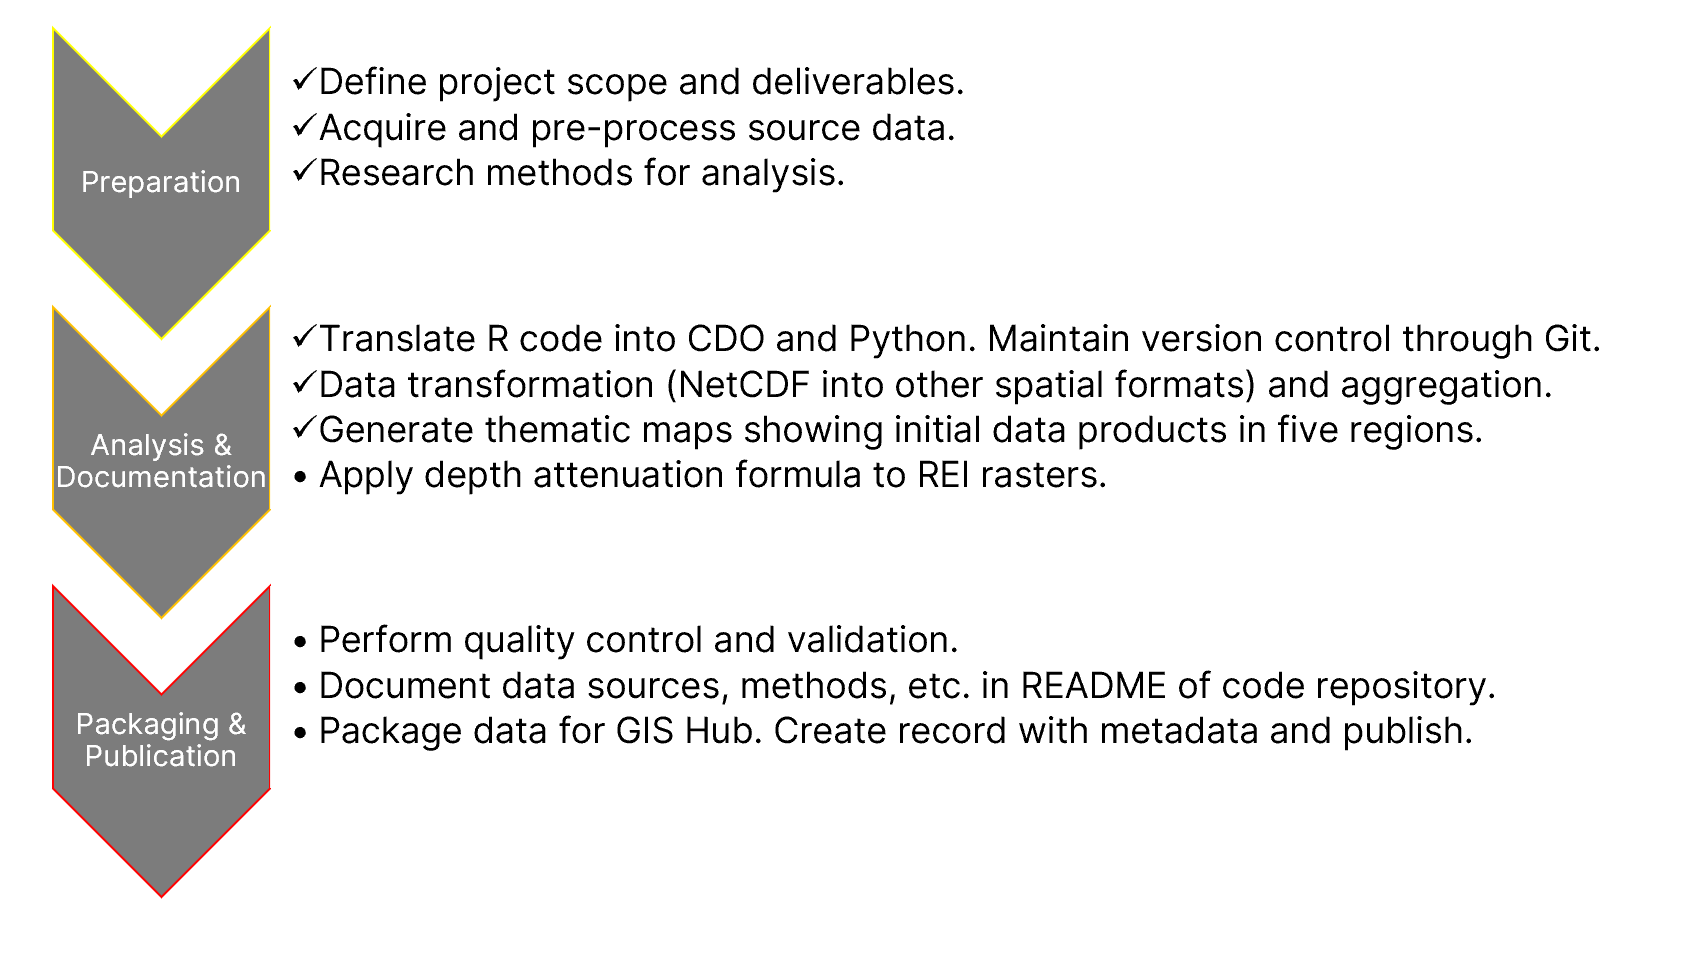 Preparation
✓Define project scope and deliverables.
✓Acquire and pre-process source data.
✓Research methods for analysis.
Analysis &
Documentation
✓Translate R code into CDO and Python. Maintain version control through Git.
✓Data transformation (NetCDF into other spatial formats) and aggregation.
✓Generate thematic maps showing initial data products in five regions.
• Apply depth attenuation formula to REI rasters.
Packaging &
Publication
• Perform quality control and validation.
• Document data sources, methods, etc. in README of code repository.
• Package data for GIS Hub. Create record with metadata and publish.